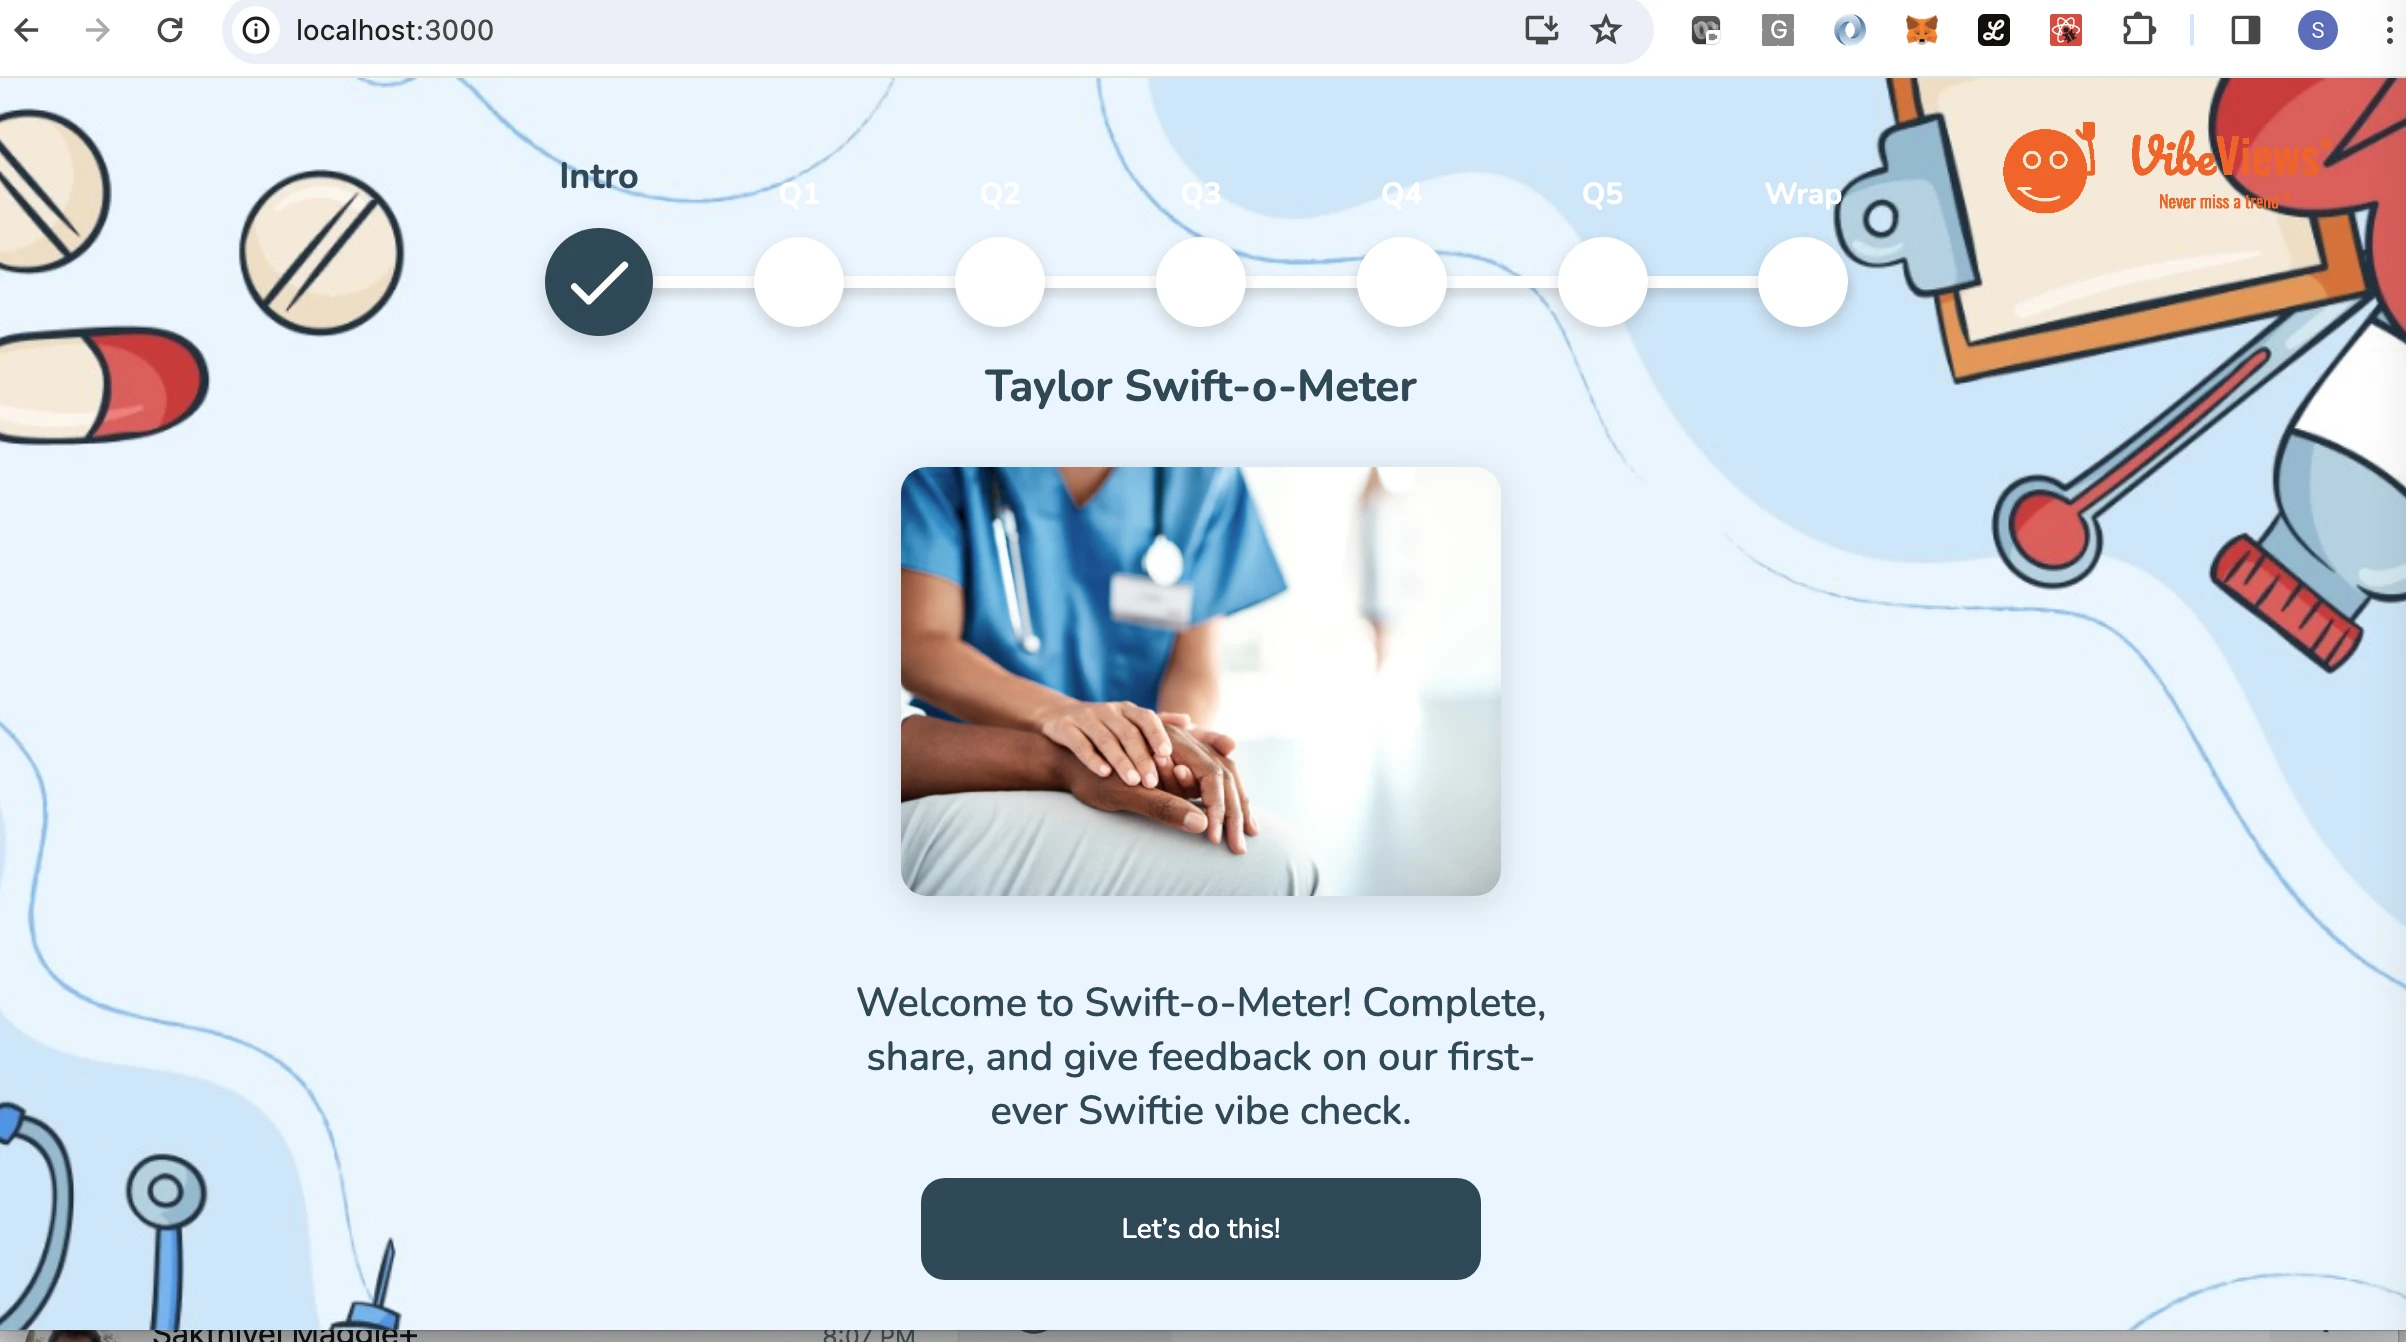 localhost:3000
G
S
Intro
Q1
Q2
Q3
Q4
Q5
Wrap
VibeViews
Never miss a trend
Taylor Swift-o-Meter
Welcome to Swift-o-Meter! Complete,
share, and give feedback on our first-
ever Swiftie vibe check.
Let's do this!
Sakthivel Maddie+
8:07 PM